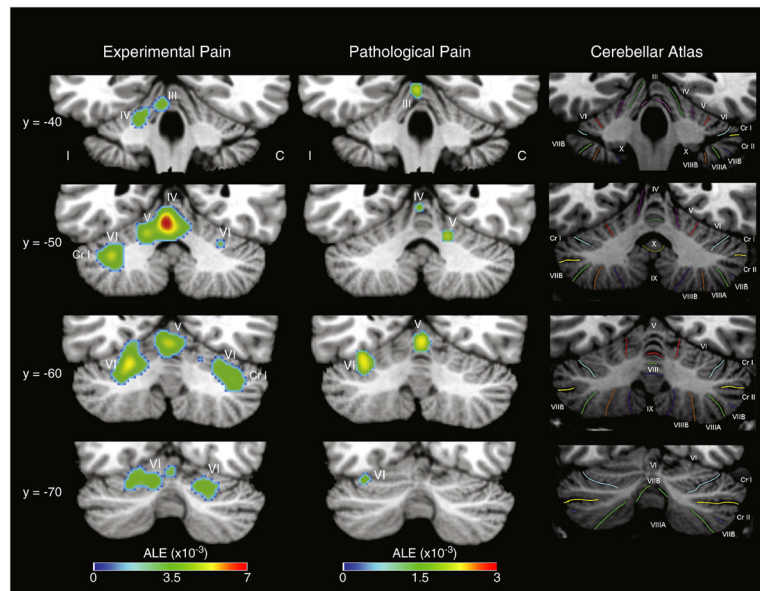 Experimental Pain
Pathological Pain
Cerebellar Atlas
y = -40
III
IV
I
C
III
I
C
III
IV
V
VI
VI
Cr I
Cr II
VIIB
X
X
VIIIB
VIIIA
VIIB
y = -50
IV
V
VI
VI
Cr I
IV
V
IV
V
VI
Cr I
Cr I
X
Cr II
IX
VIIB
VIIIB
VIIIA
VIIB
y = -60
V
VI
VI
Cr I
V
VI
V
VI
Cr I
VIII
Cr II
VIIB
IX
VIIIB
VIIIA
VIIB
y = -70
VI
VI
VI
VI
VI
Cr I
VIIB
Cr II
VIIIA
VIIB
ALE (x10-3)
0
3.5
7
ALE (x10-3)
0
1.5
3